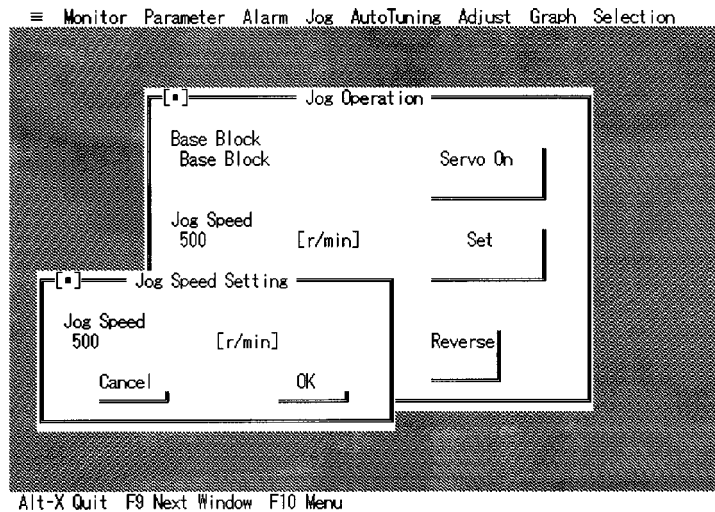 ≡ Monitor Parameter Alarm Jog AutoTuning Adjust Graph Selection
[▪] Jog Operation
Base Block
Base Block
Servo On
Jog Speed
500 [r/min]
Set
Reverse
[▪] Jog Speed Setting
Jog Speed
500 [r/min]
Cancel OK
Alt-X Quit F9 Next Window F10 Menu